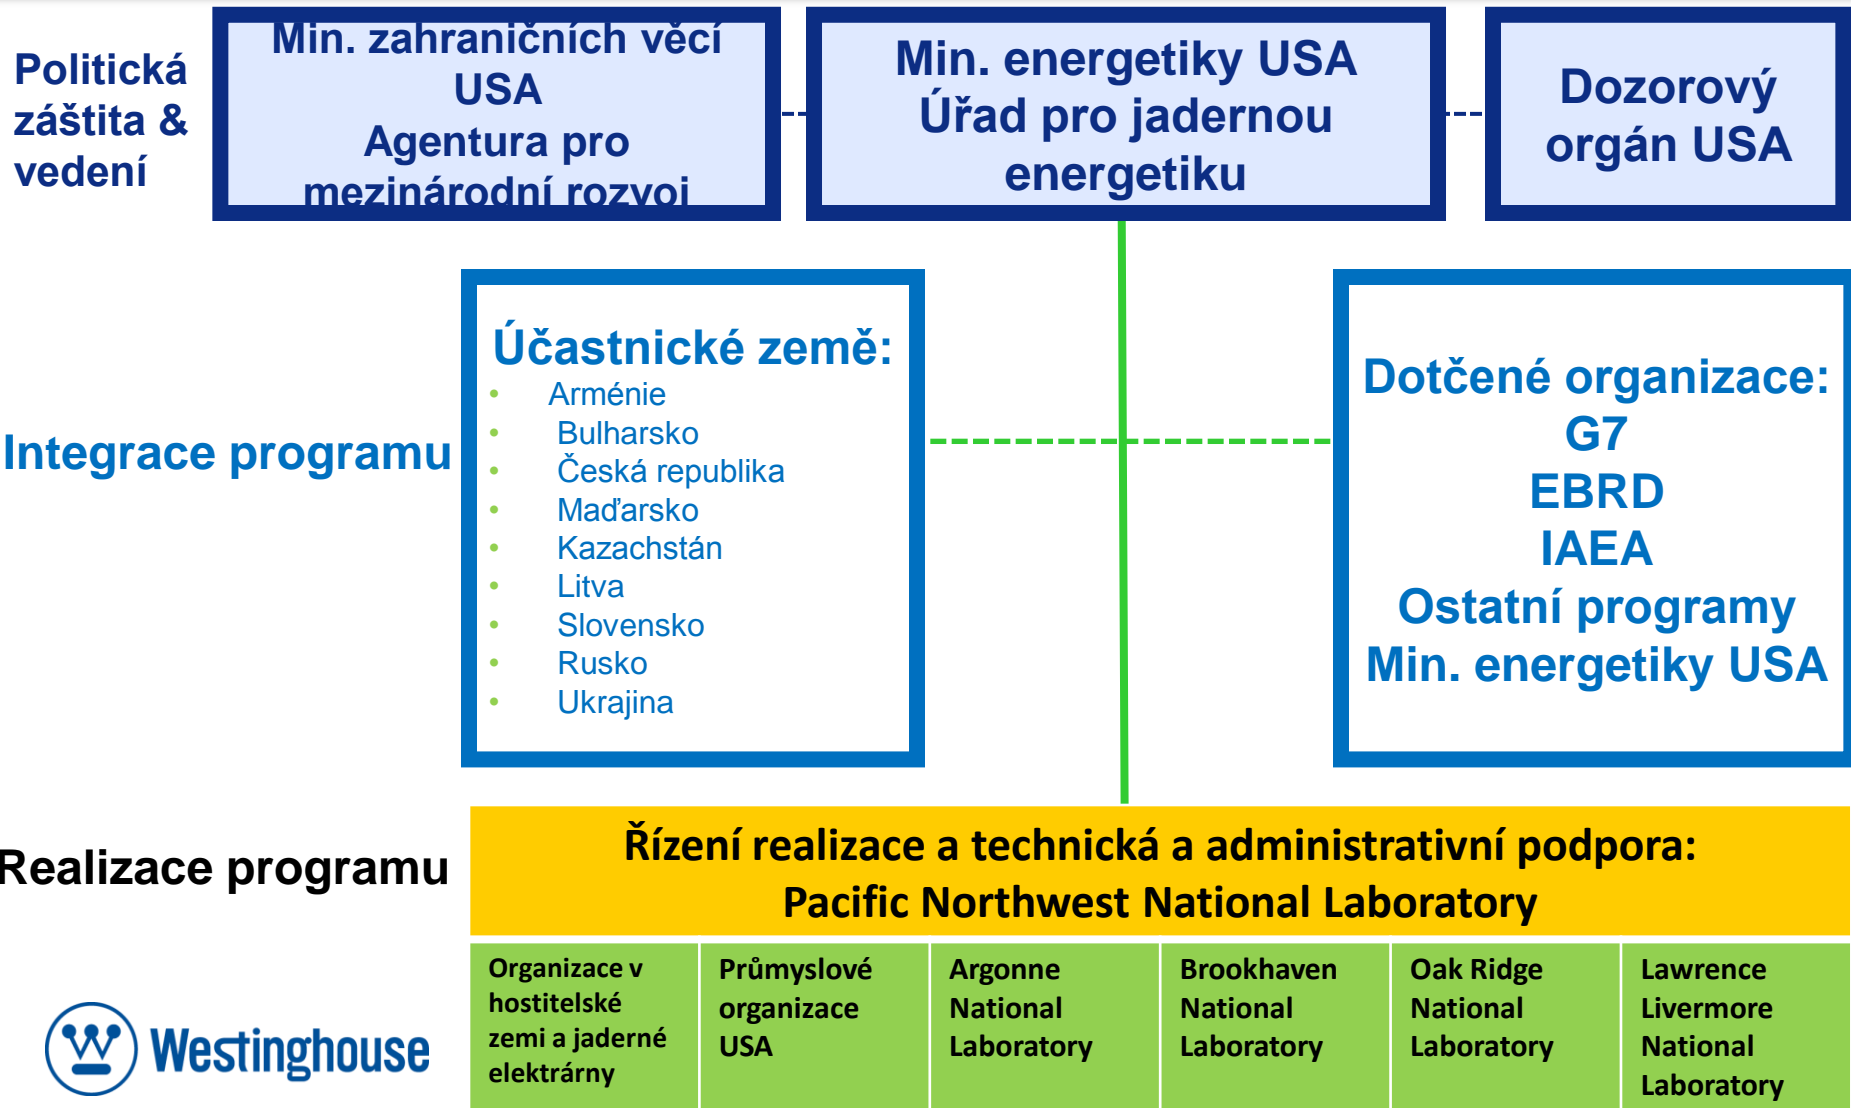 Politická
záštita &
vedení
Min. zahraničních věcí
USA
Agentura pro
mezinárodní rozvoj
Min. energetiky USA
Úřad pro jadernou
energetiku
Dozorový
orgán USA
Integrace programu
Účastnické země:
• Arménie
• Bulharsko
• Česká republika
• Maďarsko
• Kazachstán
• Litva
• Slovensko
• Rusko
• Ukrajina
Dotčené organizace:
G7
EBRD
IAEA
Ostatní programy
Min. energetiky USA
Realizace programu
Řízení realizace a technická a administrativní podpora:
Pacific Northwest National Laboratory
Organizace v
hostitelské
zemi a jaderné
elektrárny
Průmyslové
organizace
USA
Argonne
National
Laboratory
Brookhaven
National
Laboratory
Oak Ridge
National
Laboratory
Lawrence
Livermore
National
Laboratory
W Westinghouse